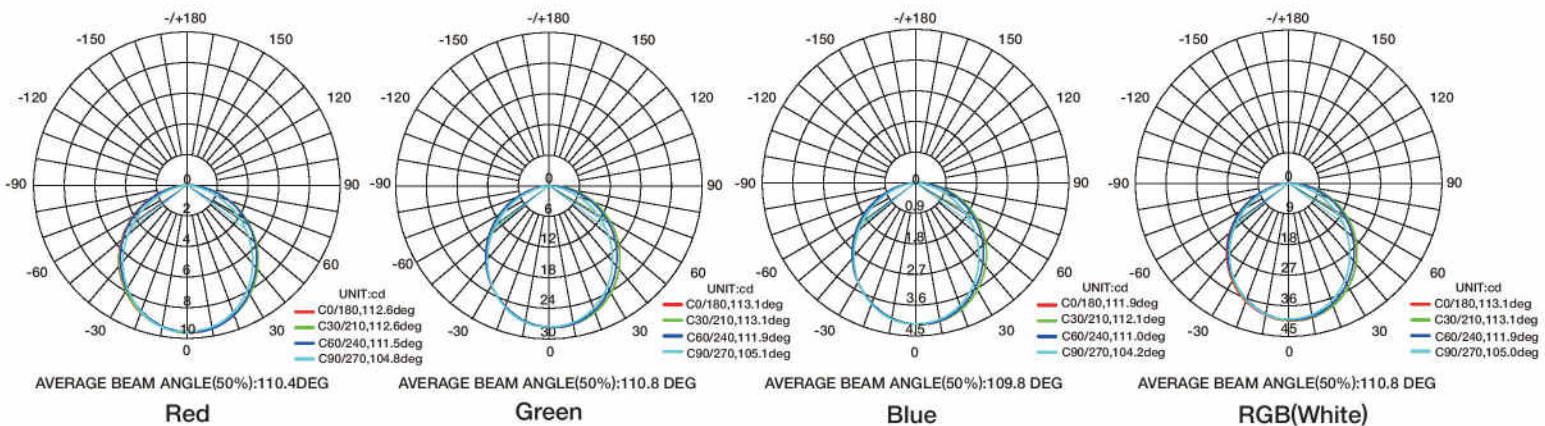 -/+180
-150
150
-120
120
-90
90
-60
60
-30
30
0
0
2
4
6
8
10
UNIT:cd
C0/180,112.6deg
C30/210,112.6deg
C60/240,111.5deg
C90/270,104.8deg
AVERAGE BEAM ANGLE(50%):110.4DEG
Red
-/+180
-150
150
-120
120
-90
90
-60
60
-30
30
0
0
6
12
18
24
30
UNIT:cd
C0/180,113.1deg
C30/210,113.1deg
C60/240,111.9deg
C90/270,105.1deg
AVERAGE BEAM ANGLE(50%):110.8 DEG
Green
-/+180
-150
150
-120
120
-90
90
-60
60
-30
30
0
0
0.9
1.8
2.7
3.6
4.5
UNIT:cd
C0/180,111.9deg
C30/210,112.1deg
C60/240,111.0deg
C90/270,104.2deg
AVERAGE BEAM ANGLE(50%):109.8 DEG
Blue
-/+180
-150
150
-120
120
-90
90
-60
60
-30
30
0
0
9
18
27
36
45
UNIT:cd
C0/180,113.1deg
C30/210,113.1deg
C60/240,111.9deg
C90/270,105.0deg
AVERAGE BEAM ANGLE(50%):110.8 DEG
RGB(White)